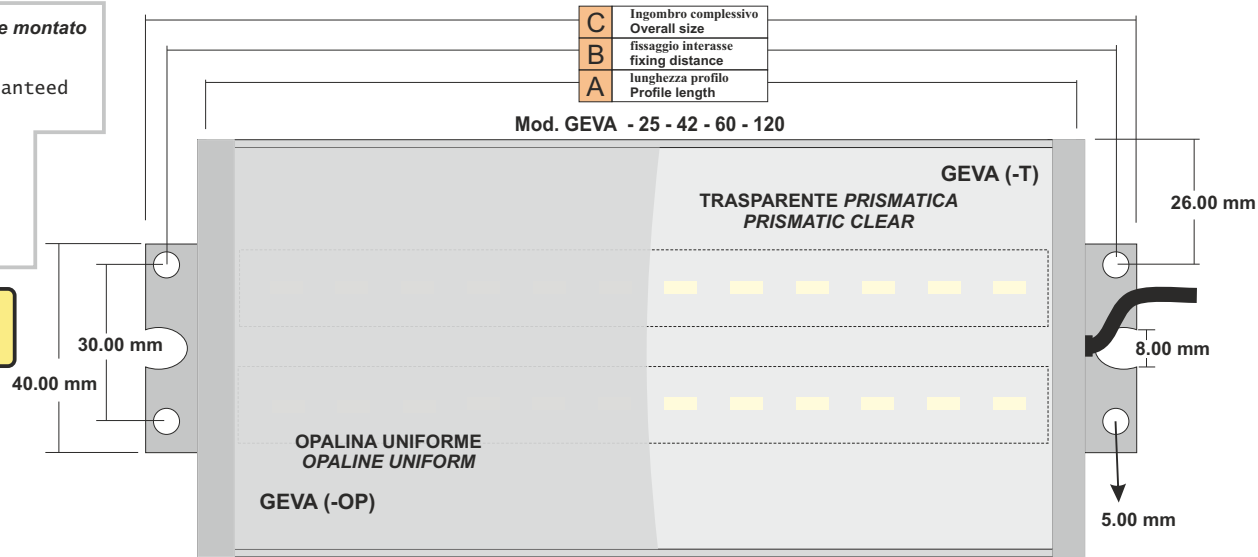 e montato
anteed
C Ingombro complessivo
Overall size
B fissaggio interasse
fixing distance
A lunghezza profilo
Profile length
Mod. GEVA - 25 - 42 - 60 - 120
GEVA (-T)
TRASPARENTE PRISMATICA
PRISMATIC CLEAR
26.00 mm
30.00 mm
40.00 mm
8.00 mm
OPALINA UNIFORME
OPALINE UNIFORM
GEVA (-OP)
5.00 mm